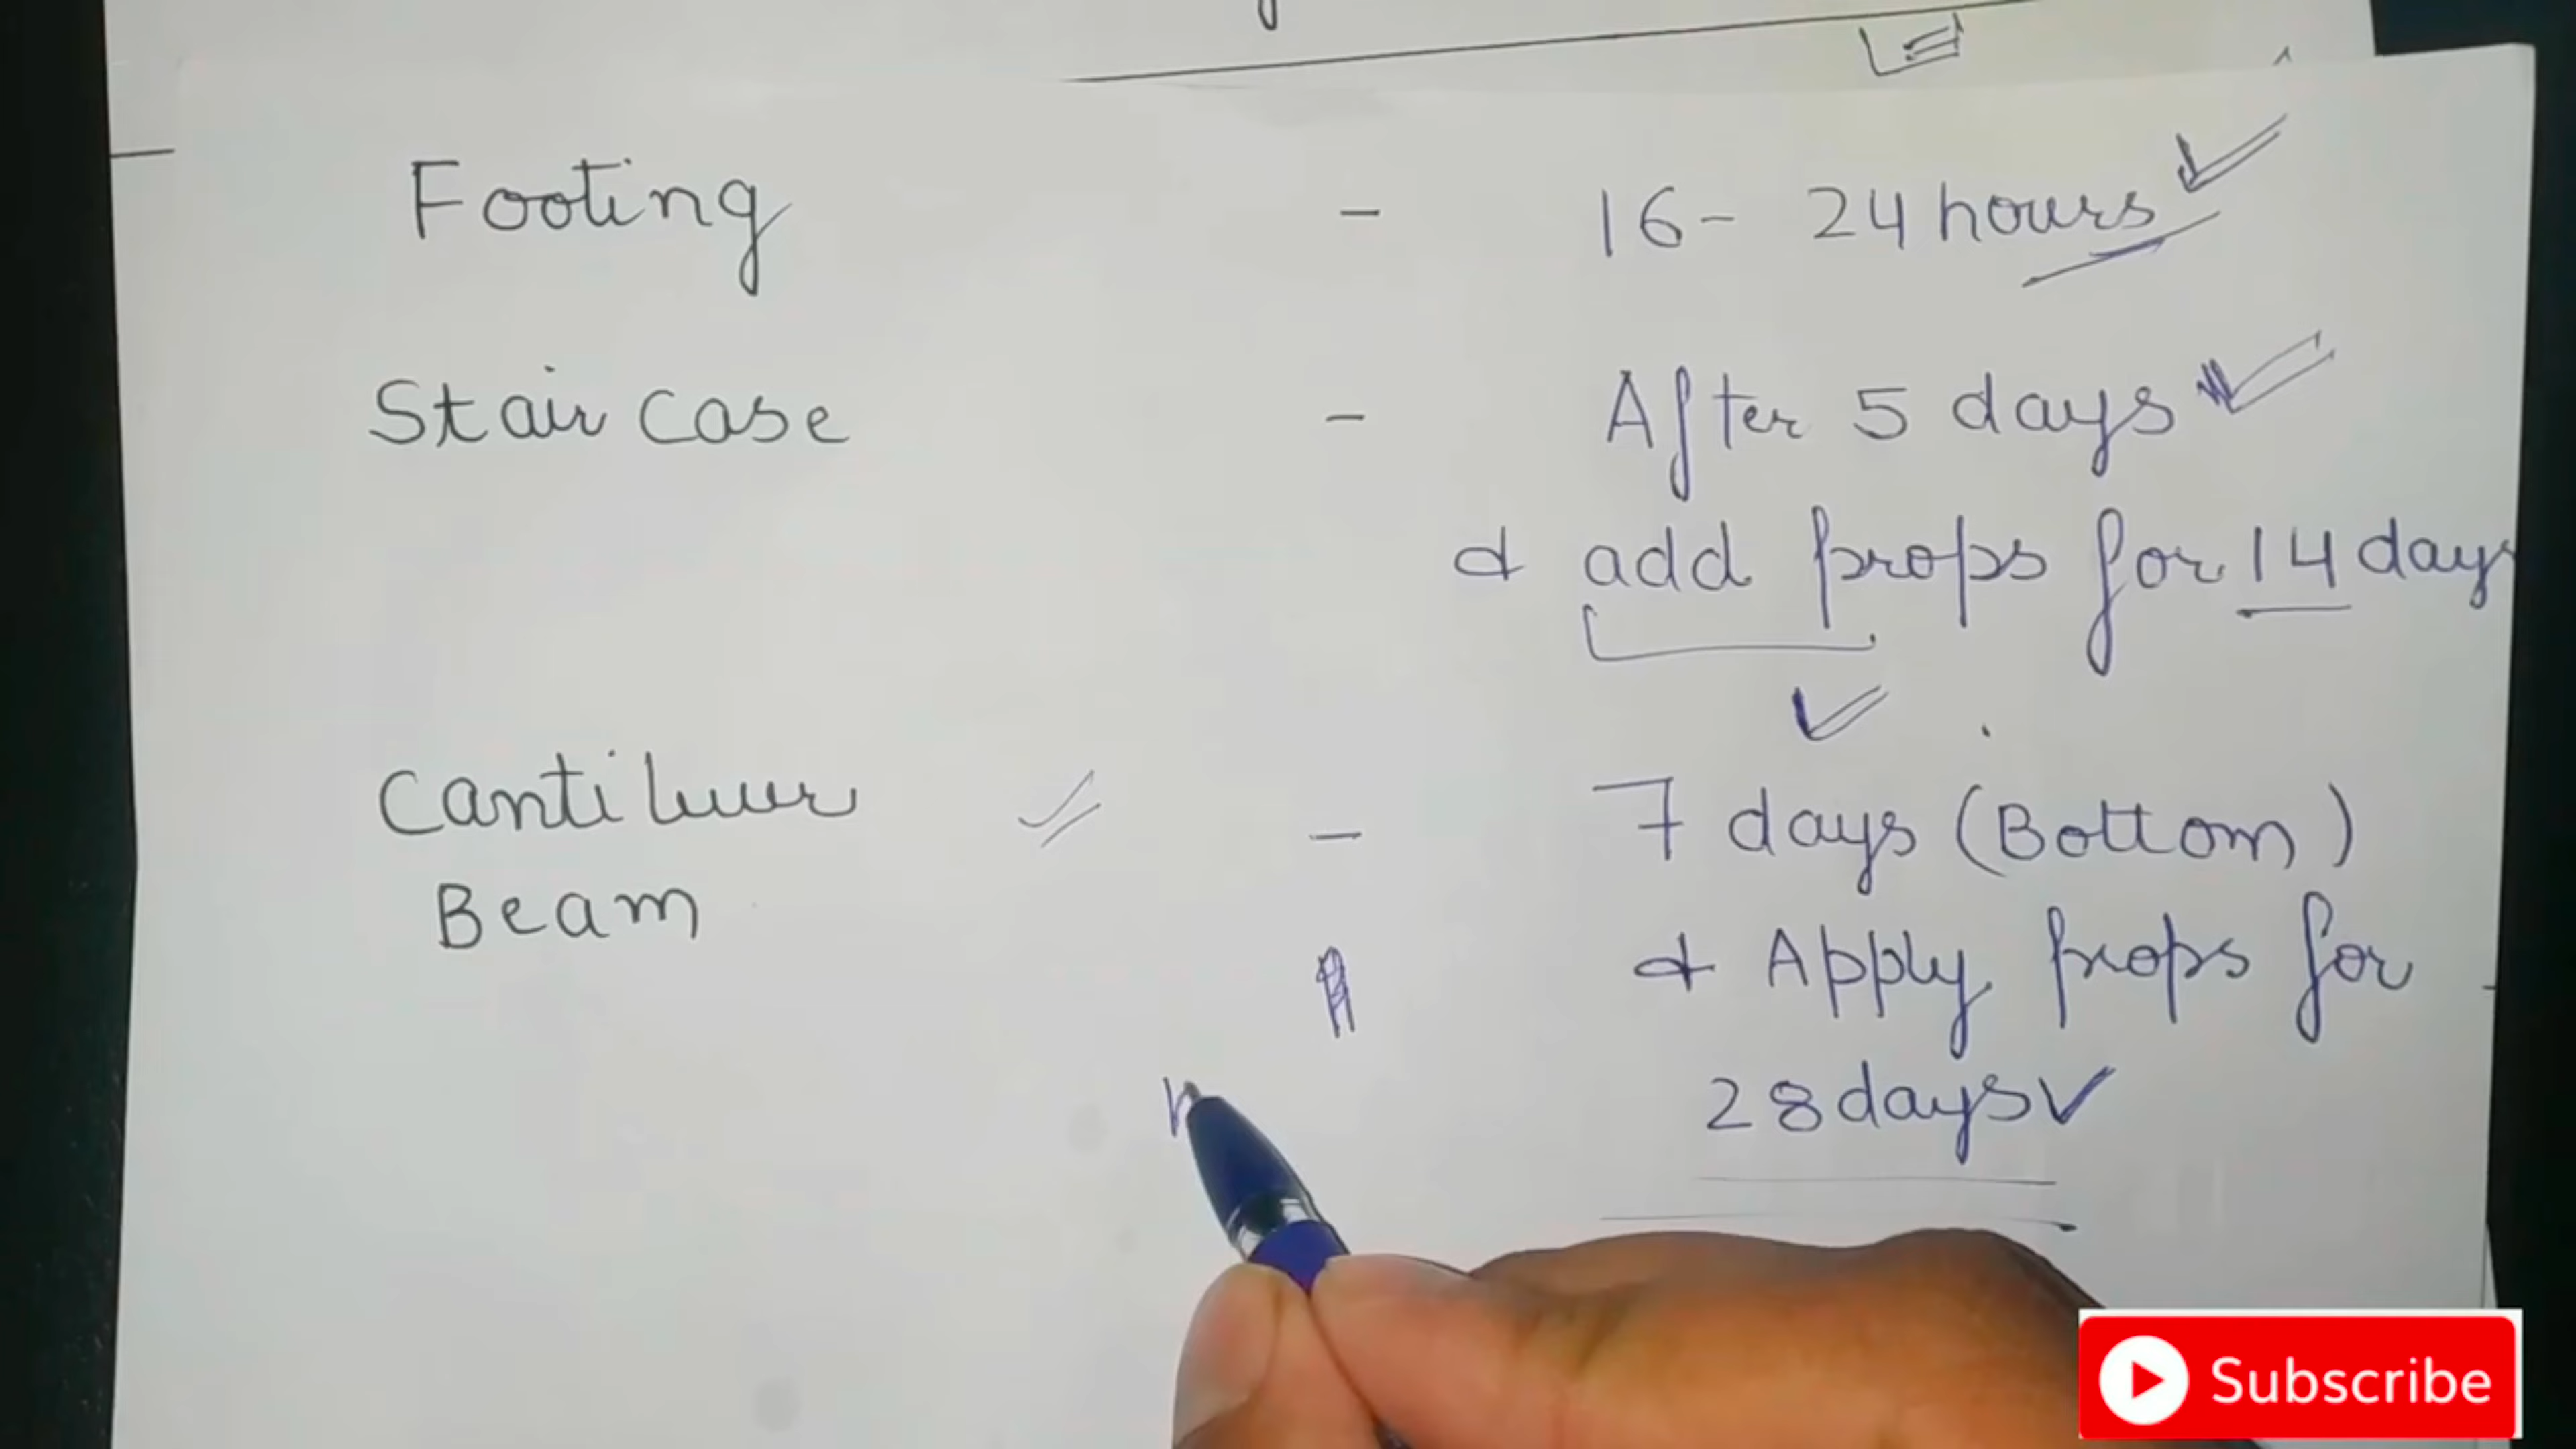 Footing - 16 - 24 hours
Stair case - After 5 days
& add props for 14 days
Cantilever - 7 days (Bottom)
Beam & Apply props for
28 days
Subscribe